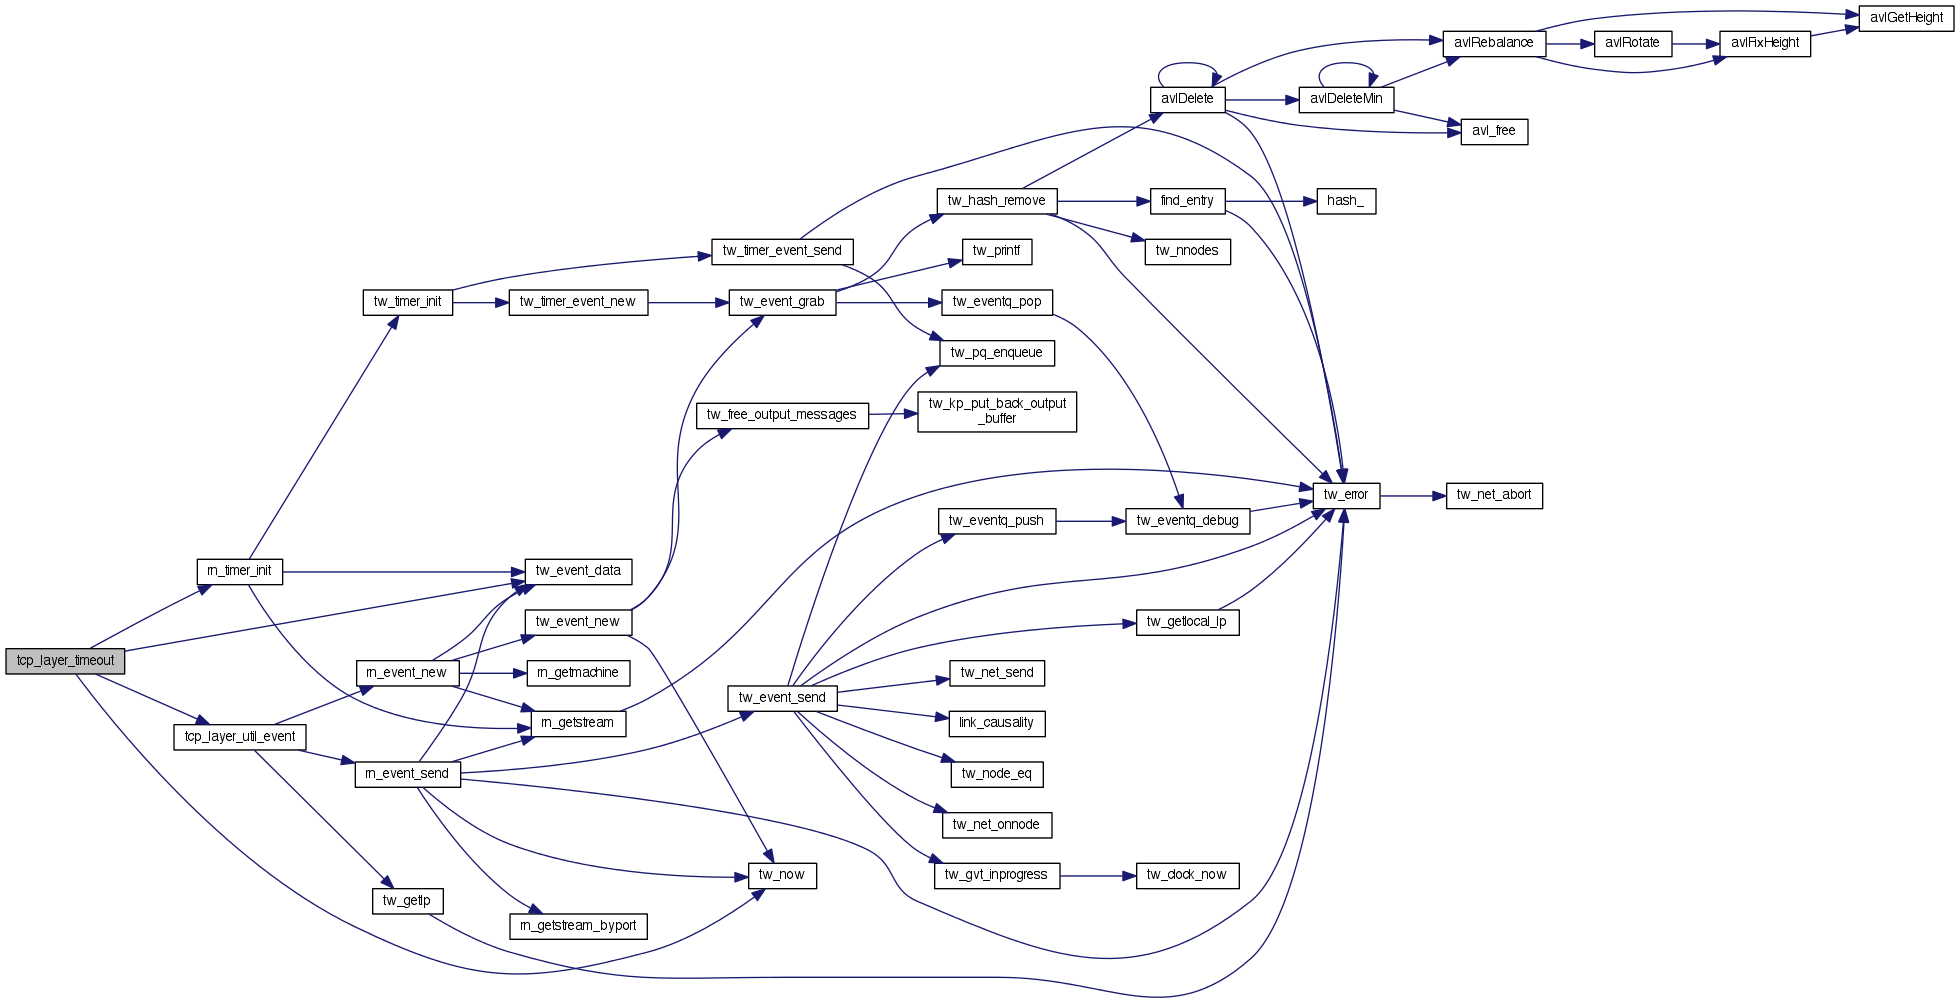 avlGetHeight
avlRebalance
avlRotate
avlFixHeight
avlDelete
avlDeleteMin
avl_free
tw_hash_remove
find_entry
hash_
tw_timer_event_send
tw_printf
tw_nnodes
tw_timer_init
tw_timer_event_new
tw_event_grab
tw_eventq_pop
tw_pq_enqueue
tw_free_output_messages
tw_kp_put_back_output
_buffer
tw_error
tw_net_abort
tw_eventq_push
tw_eventq_debug
rn_timer_init
tw_event_data
tw_event_new
tw_getlocal_lp
tcp_layer_timeout
rn_event_new
rn_getmachine
tw_net_send
tw_event_send
rn_getstream
link_causality
tcp_layer_util_event
rn_event_send
tw_node_eq
tw_net_onnode
tw_now
tw_gvt_inprogress
tw_clock_now
tw_getlp
rn_getstream_byport